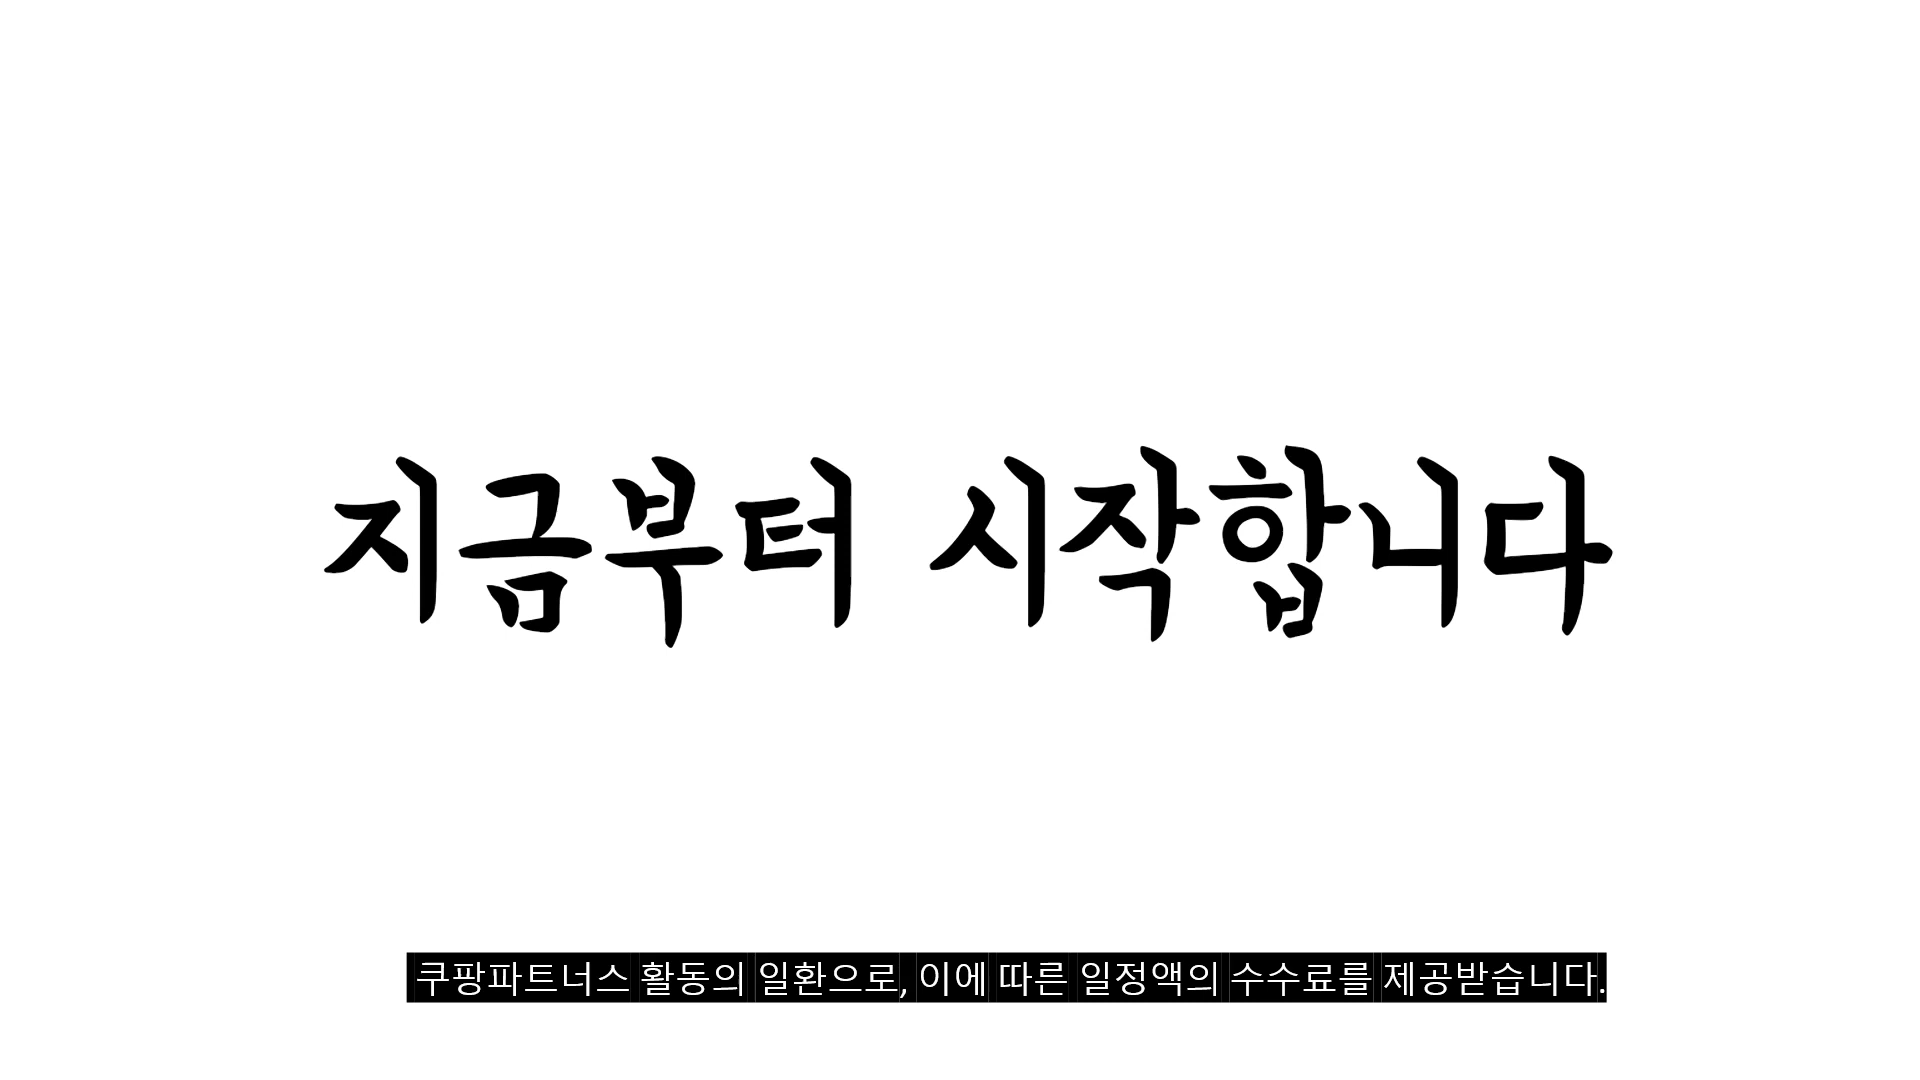 지금부터 시작합니다
쿠팡파트너스 활동의 일환으로, 이에 따른 일정액의 수수료를 제공받습니다.